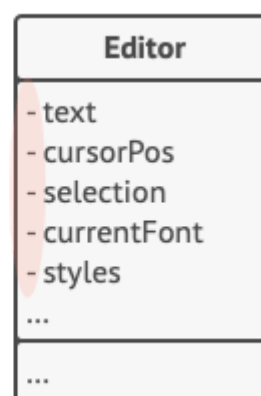 Editor
- text
- cursorPos
- selection
- currentFont
- styles
...
...